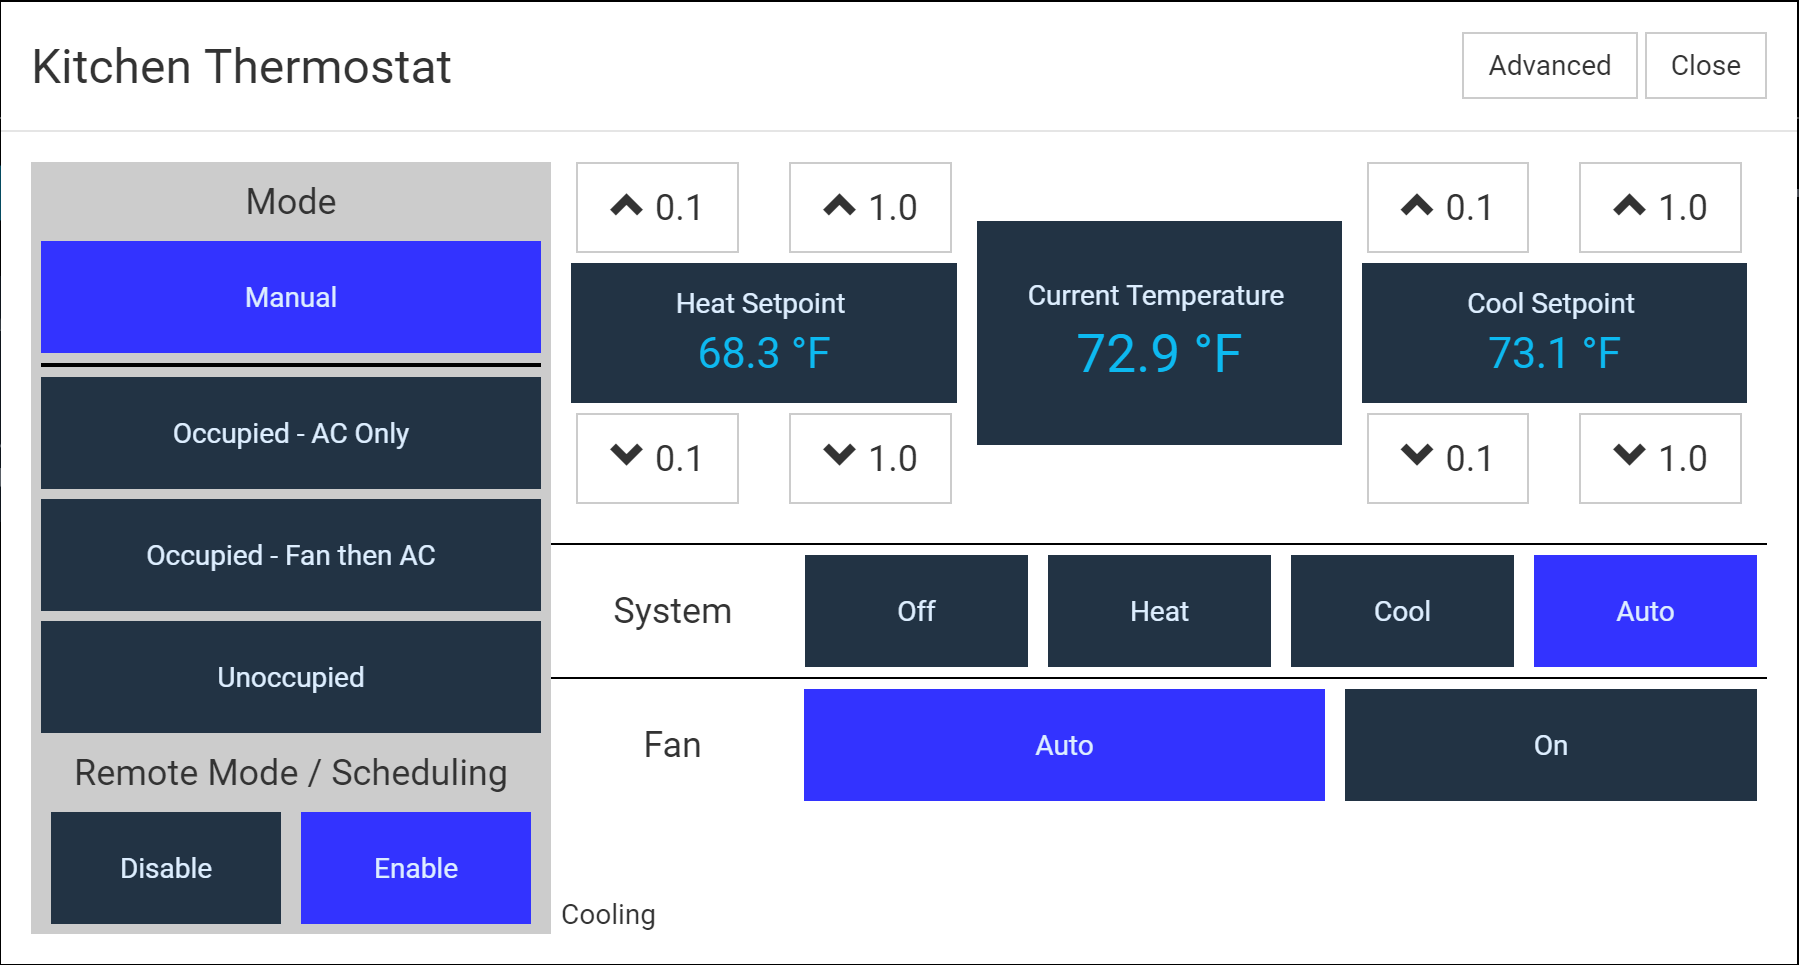 Kitchen Thermostat
Advanced
Close
Mode
Manual
Occupied - AC Only
Occupied - Fan then AC
Unoccupied
Remote Mode / Scheduling
Disable
Enable
0.1
1.0
Heat Setpoint
68.3 °F
0.1
1.0
Current Temperature
72.9 °F
0.1
1.0
Cool Setpoint
73.1 °F
0.1
1.0
System
Off
Heat
Cool
Auto
Fan
Auto
On
Cooling